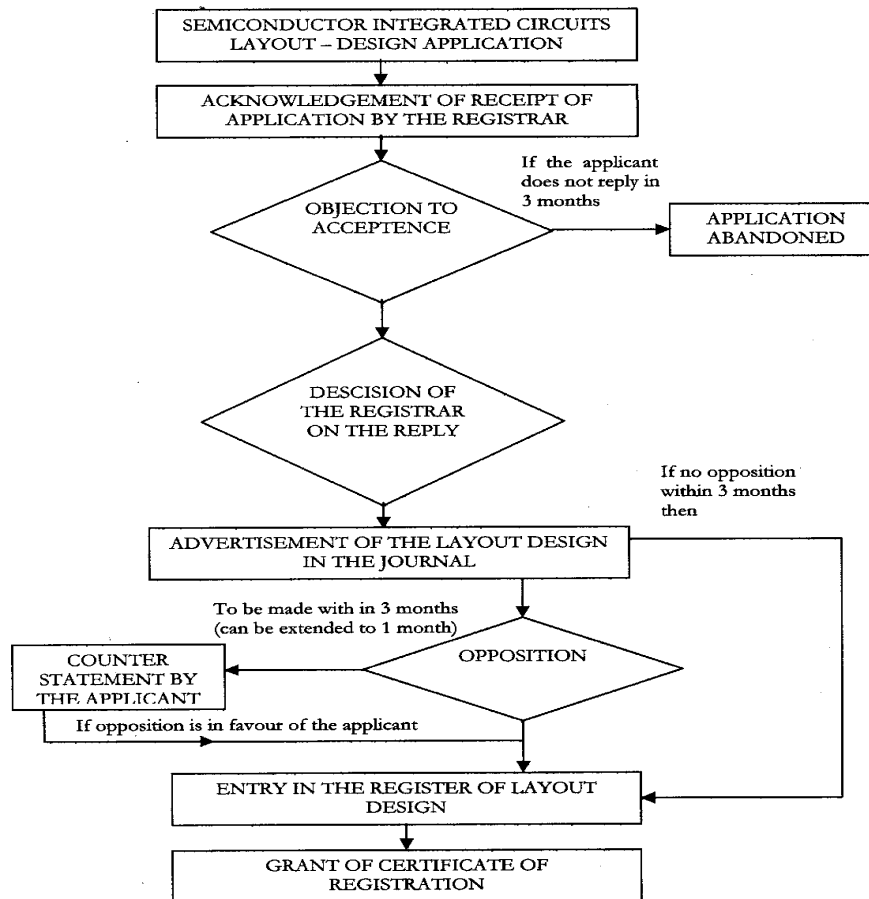 SEMICONDUCTOR INTEGRATED CIRCUITS
LAYOUT – DESIGN APPLICATION
ACKNOWLEDGEMENT OF RECEIPT OF
APPLICATION BY THE REGISTRAR
If the applicant
does not reply in
3 months
OBJECTION TO
ACCEPTENCE
APPLICATION
ABANDONED
DESCISION OF
THE REGISTRAR
ON THE REPLY
If no opposition
within 3 months
then
ADVERTISEMENT OF THE LAYOUT DESIGN
IN THE JOURNAL
To be made with in 3 months
(can be extended to 1 month)
OPPOSITION
COUNTER
STATEMENT BY
THE APPLICANT
If opposition is in favour of the applicant
ENTRY IN THE REGISTER OF LAYOUT
DESIGN
GRANT OF CERTIFICATE OF
REGISTRATION